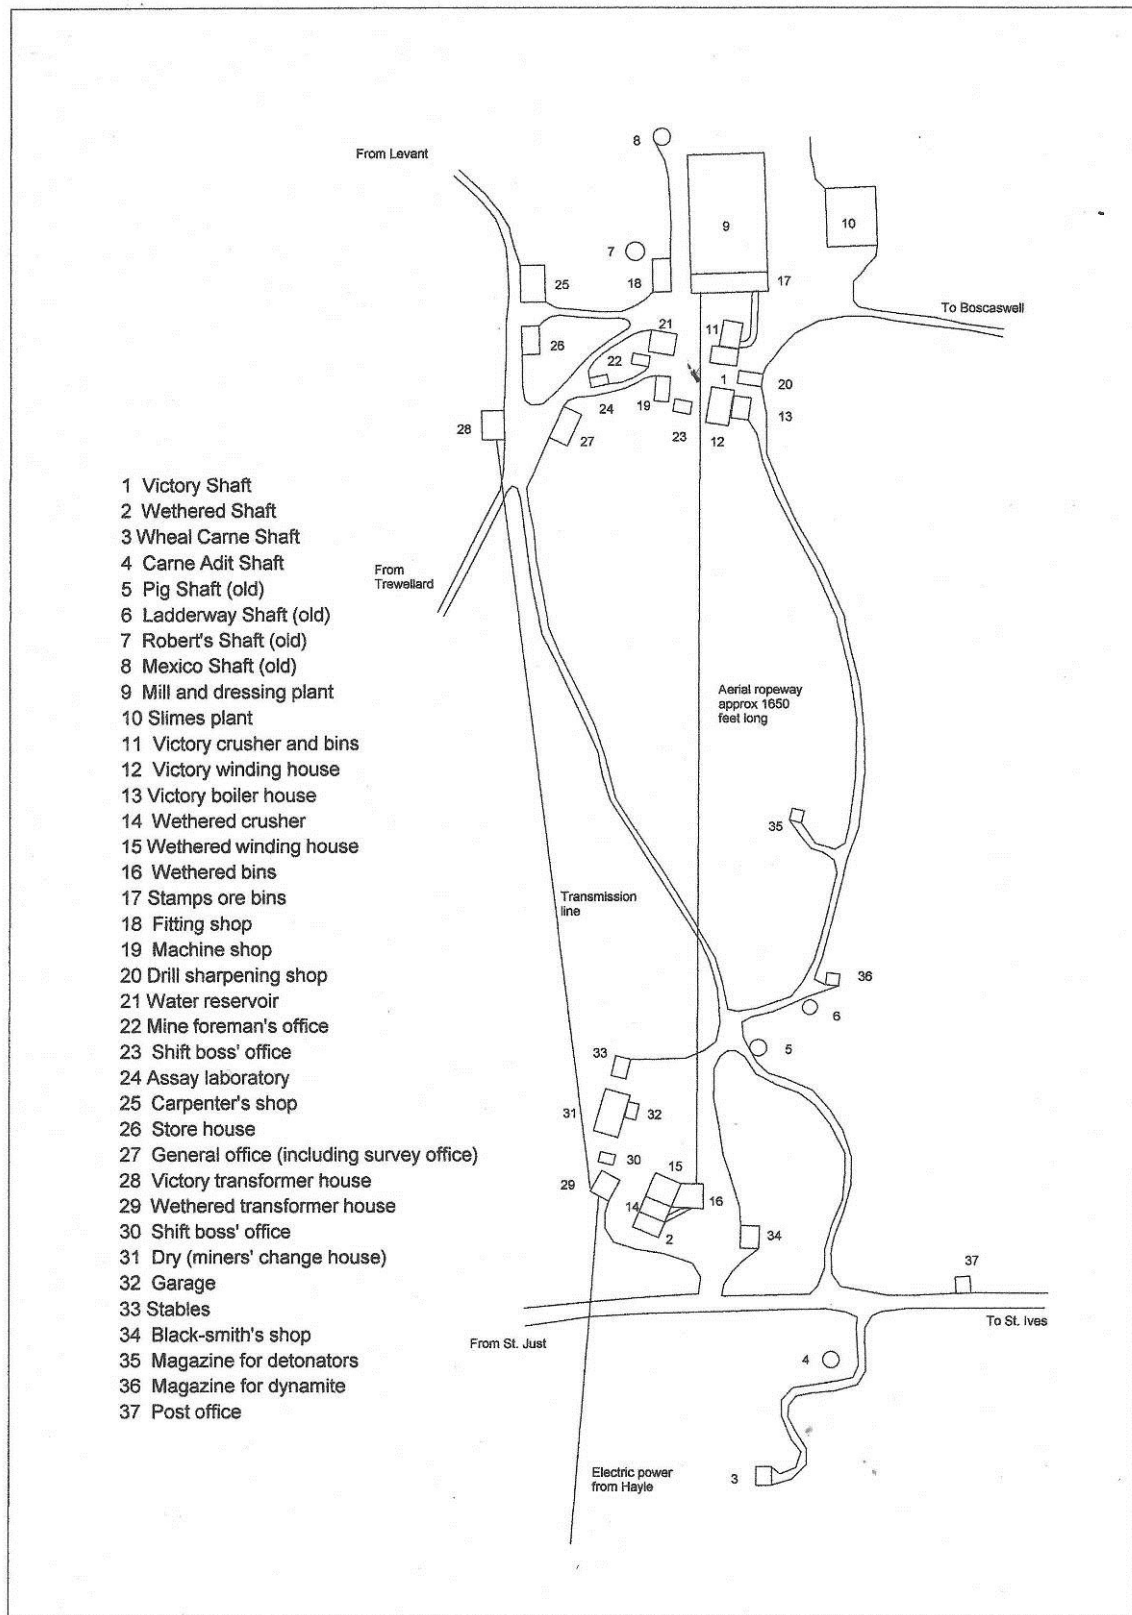 8
From Levant
9
10
7
25
18
17
To Boscaswell
21
11
26
22
1
20
24
19
13
28
27
23
12
1 Victory Shaft
2 Wethered Shaft
3 Wheal Carne Shaft
4 Carne Adit Shaft
5 Pig Shaft (old)
6 Ladderway Shaft (old)
7 Robert's Shaft (old)
8 Mexico Shaft (old)
9 Mill and dressing plant
10 Slimes plant
11 Victory crusher and bins
12 Victory winding house
13 Victory boiler house
14 Wethered crusher
15 Wethered winding house
16 Wethered bins
17 Stamps ore bins
18 Fitting shop
19 Machine shop
20 Drill sharpening shop
21 Water reservoir
22 Mine foreman's office
23 Shift boss' office
24 Assay laboratory
25 Carpenter's shop
26 Store house
27 General office (including survey office)
28 Victory transformer house
29 Wethered transformer house
30 Shift boss' office
31 Dry (miners' change house)
32 Garage
33 Stables
34 Black-smith's shop
35 Magazine for detonators
36 Magazine for dynamite
37 Post office
From
Trewellard
Aerial ropeway
approx 1650
feet long
35
Transmission
line
36
6
33
5
31
32
30
15
29
16
14
2
34
37
From St. Just
To St. Ives
4
Electric power
from Hayle
3